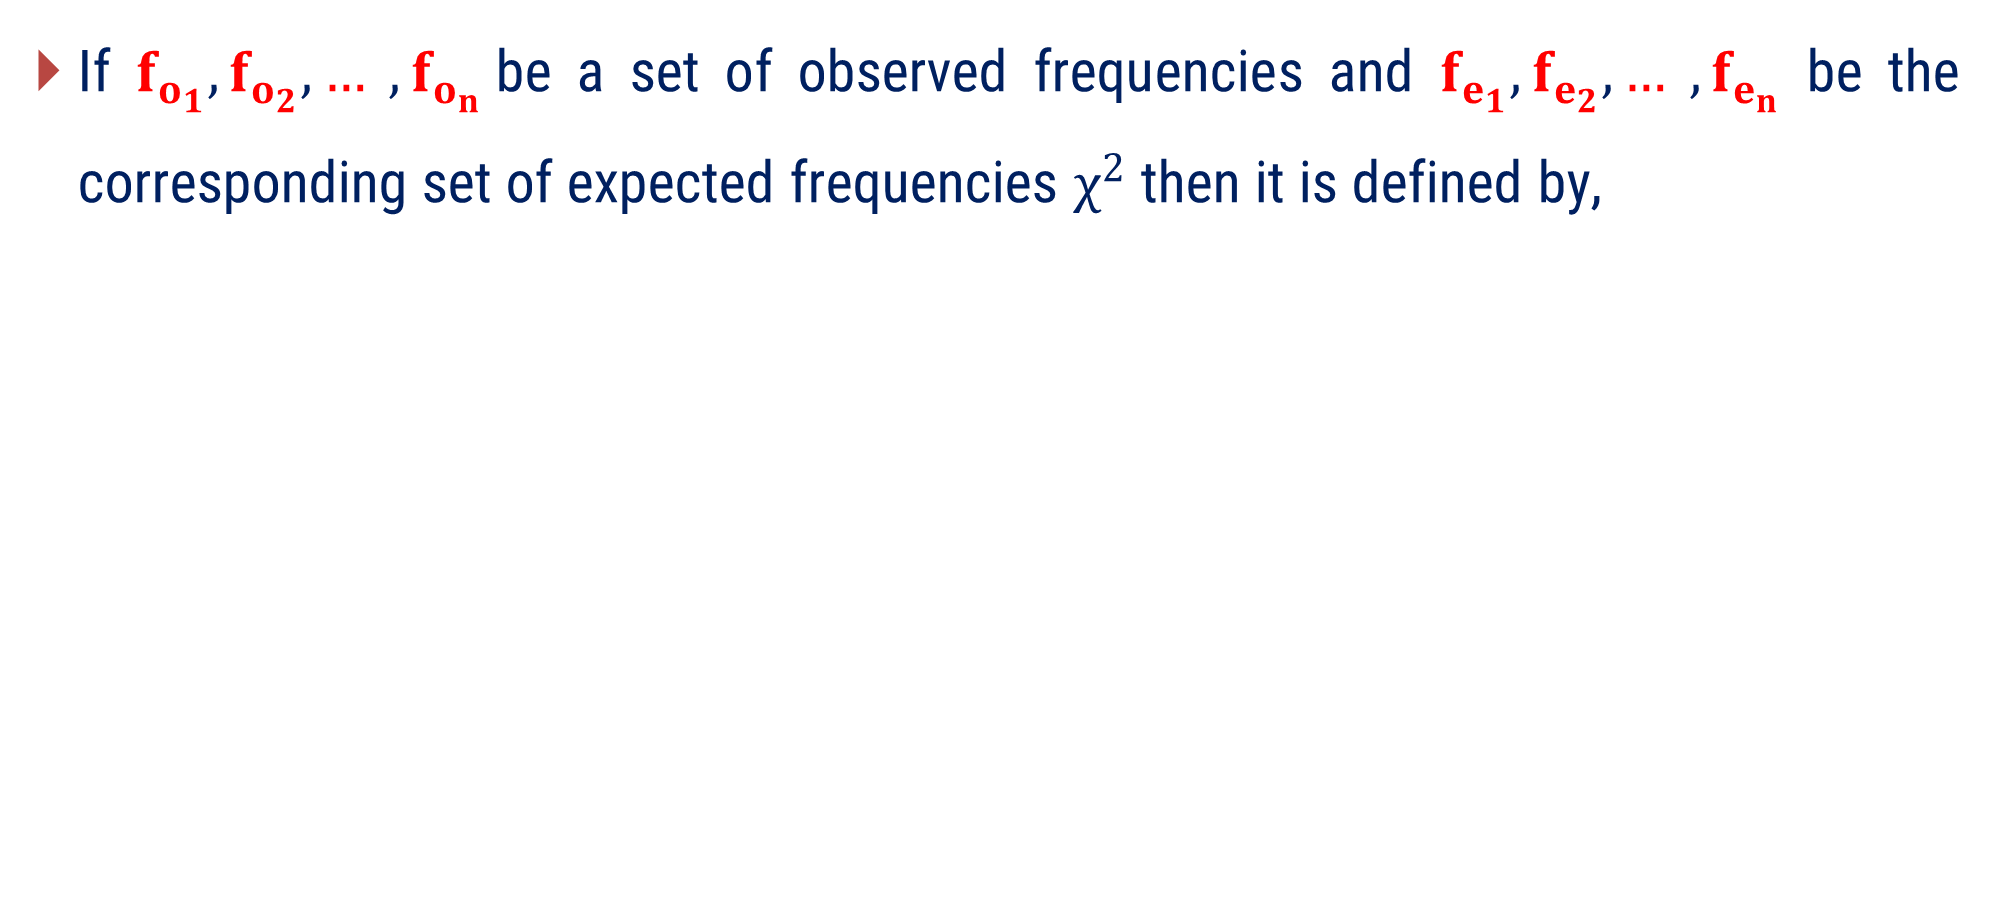 If f_{o_1}, f_{o_2}, … , f_{o_n} be a set of observed frequencies and f_{e_1}, f_{e_2}, … , f_{e_n} be the
corresponding set of expected frequencies χ² then it is defined by,